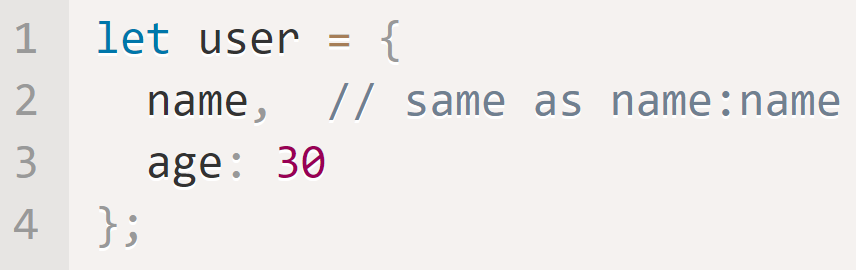 1 let user = {
2   name,  // same as name:name
3   age: 30
4 };